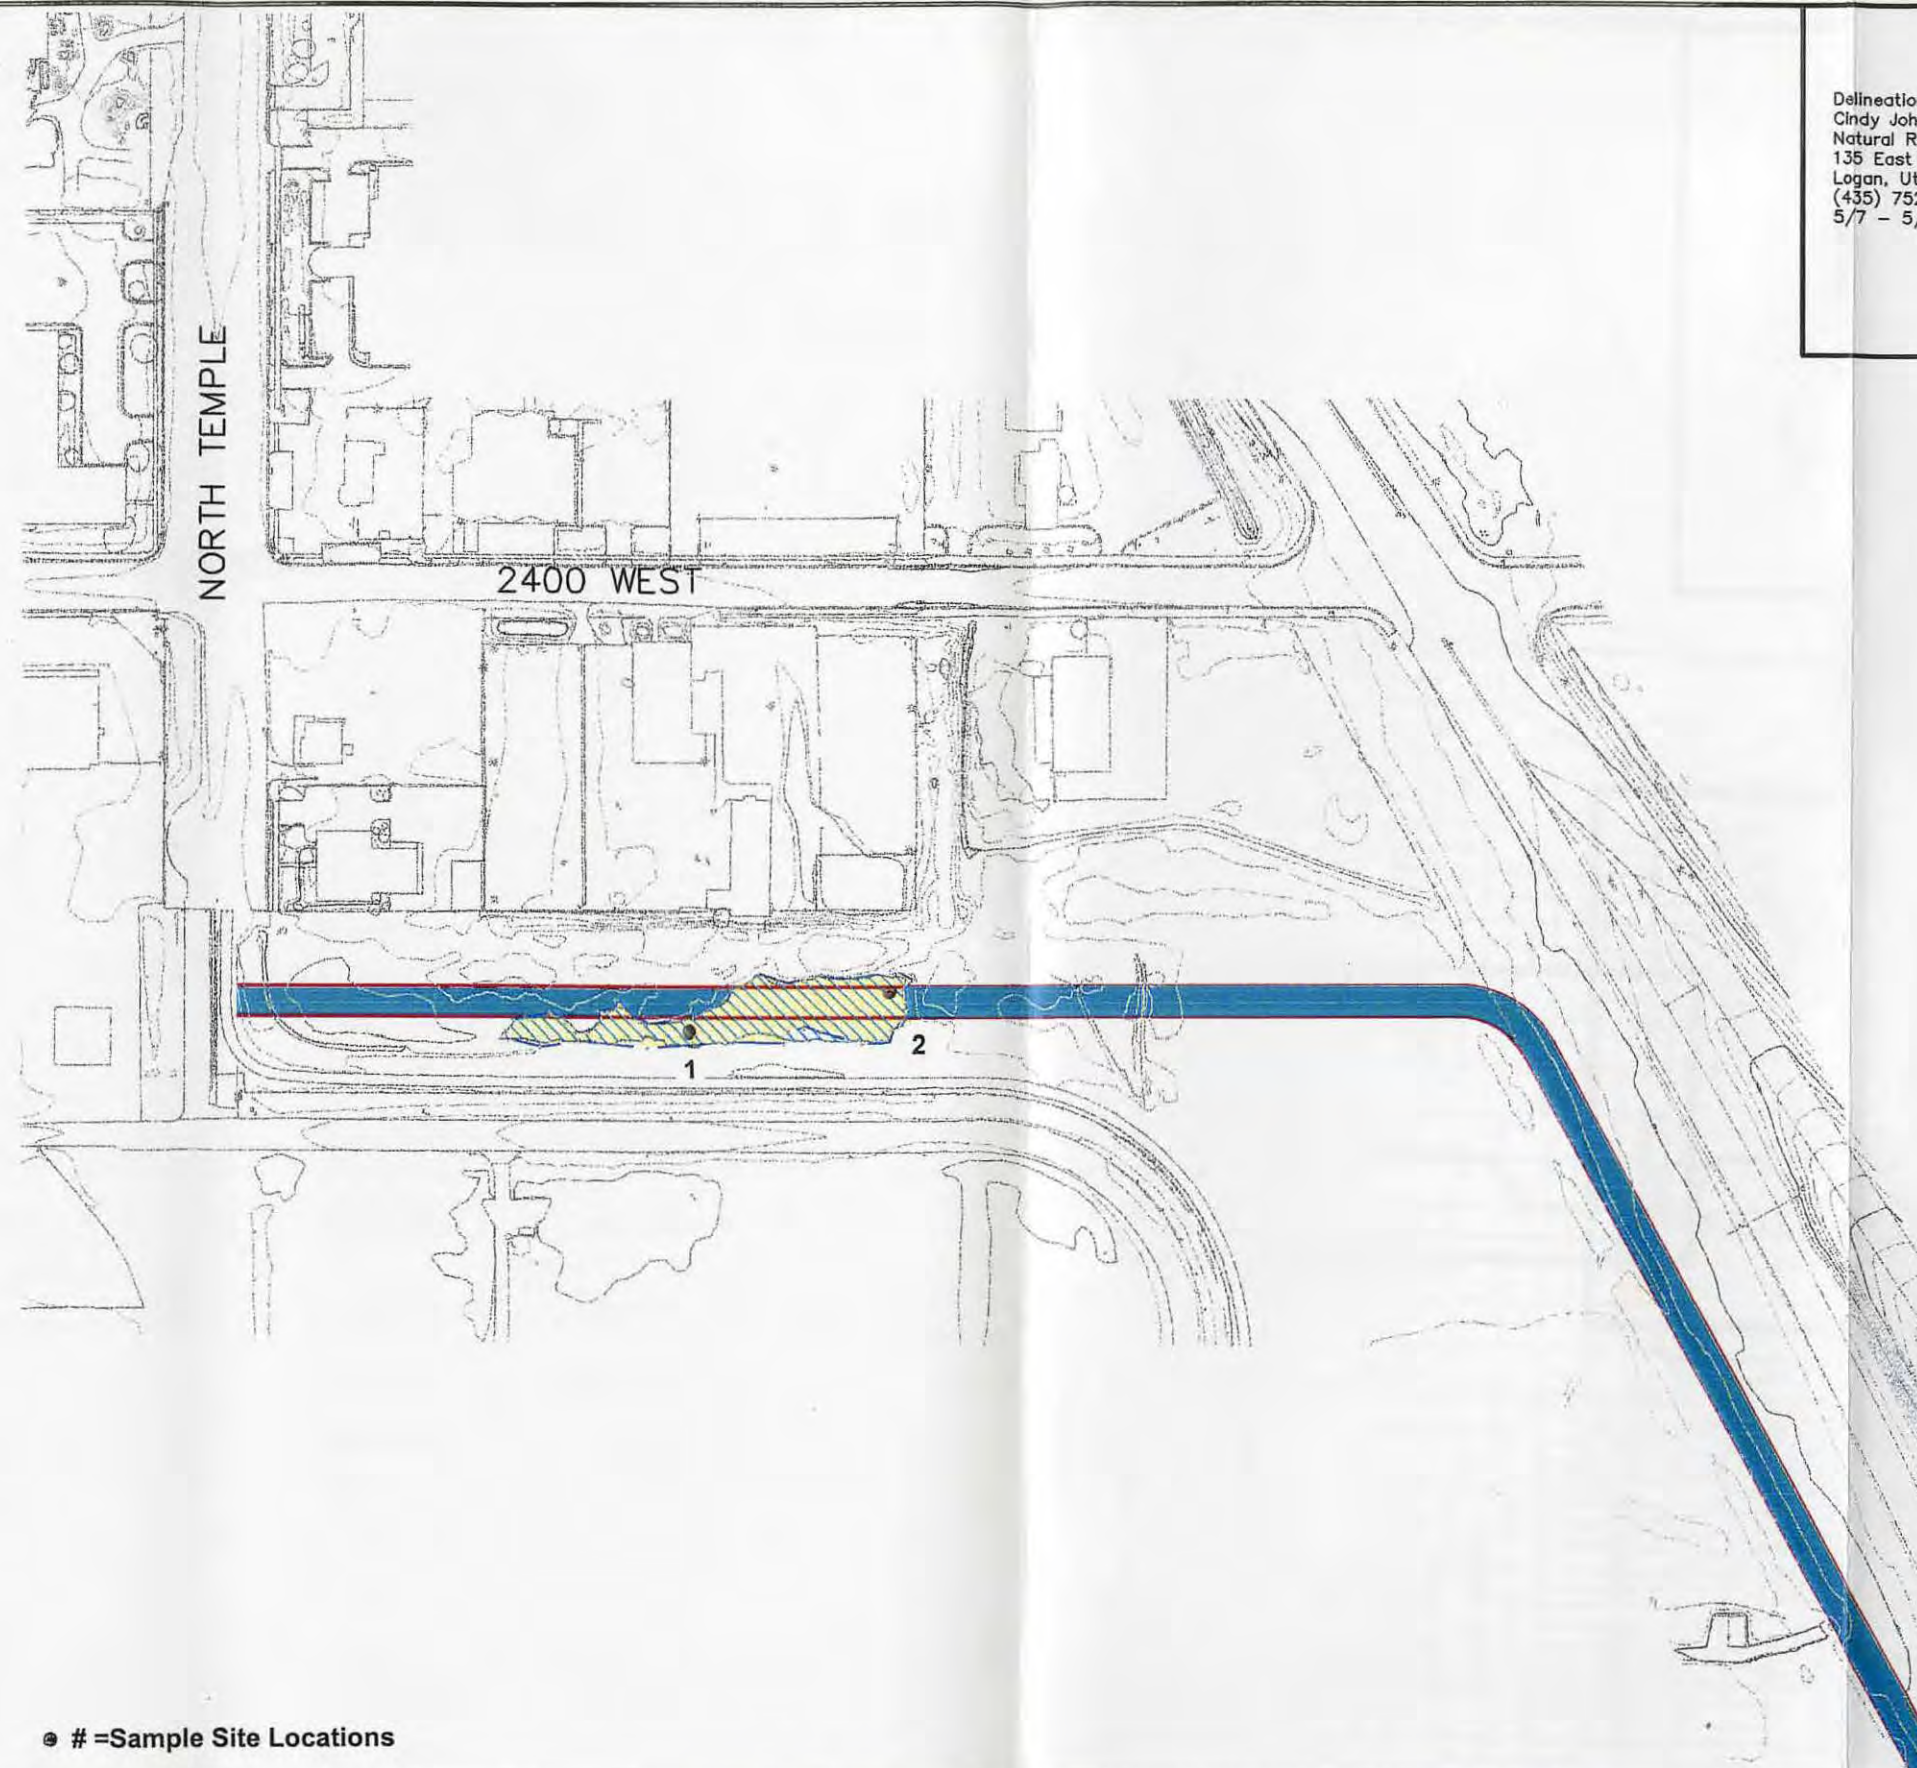 Delineatio
Cindy Joh
Natural R
135 East
Logan, Ut
(435) 752
5/7 – 5/
NORTH TEMPLE
2400 WEST
2
1
# =Sample Site Locations